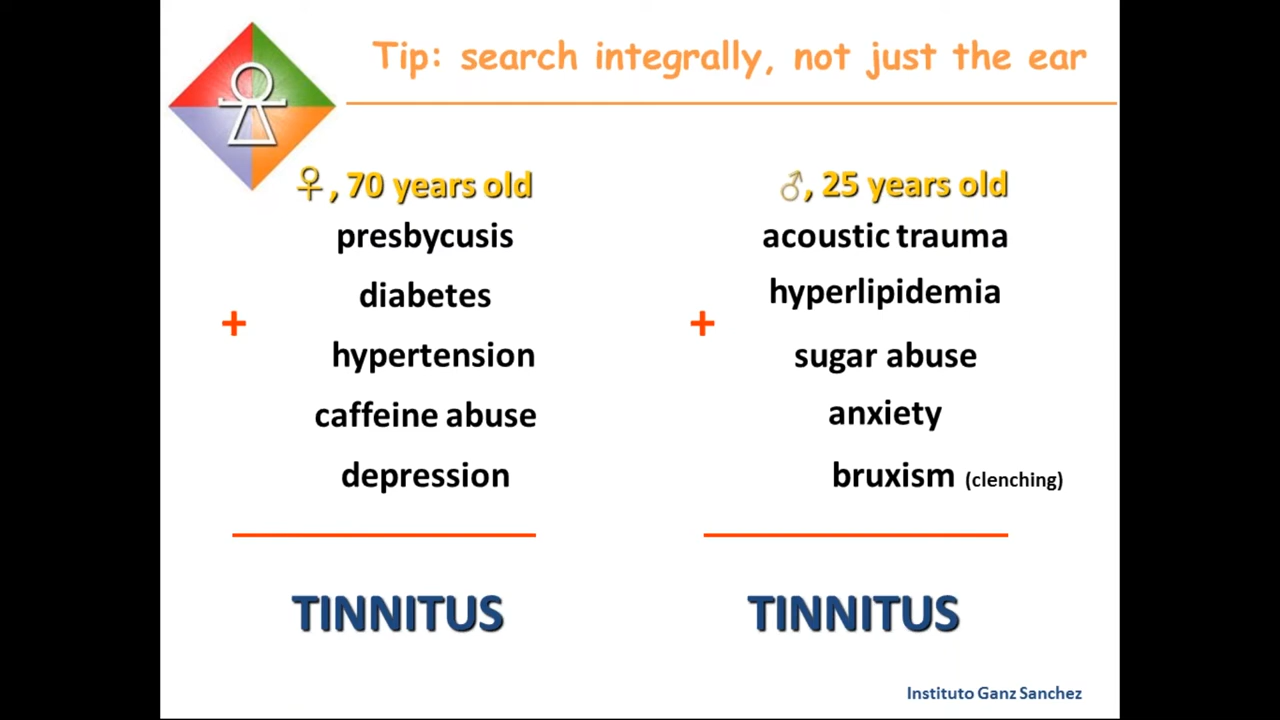 Tip: search integrally, not just the ear
♀, 70 years old
presbycusis
diabetes
+
hypertension
caffeine abuse
depression
TINNITUS
♂, 25 years old
acoustic trauma
hyperlipidemia
+
sugar abuse
anxiety
bruxism (clenching)
TINNITUS
Instituto Ganz Sanchez